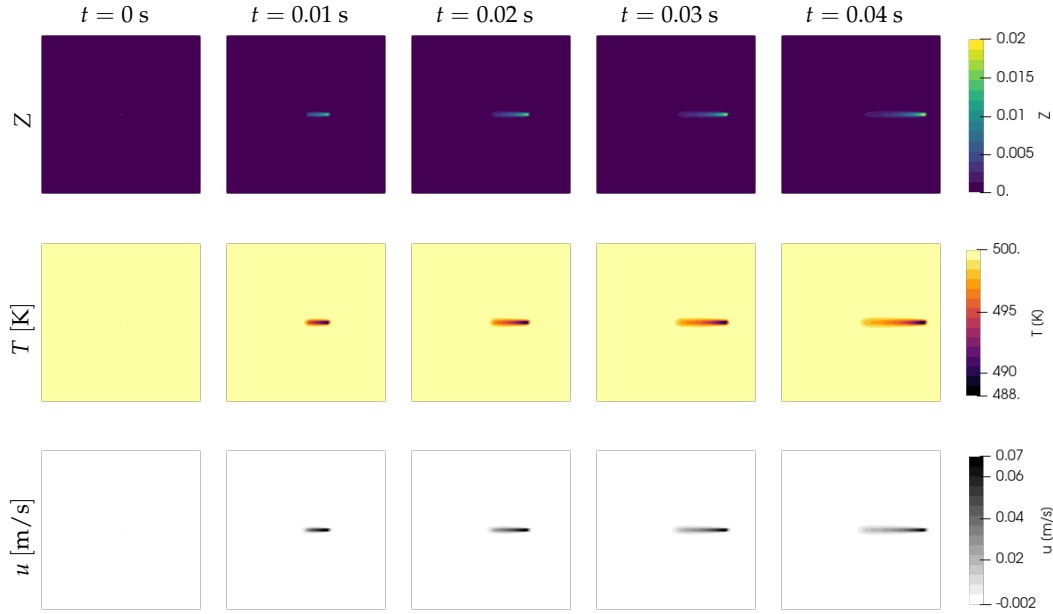 t = 0 s t = 0.01 s t = 0.02 s t = 0.03 s t = 0.04 s
Z
0.02
0.015
0.01
0.005
0.
Z
T [K]
500.
495
490
488.
T (K)
u [m/s]
0.07
0.06
0.04
0.02
-0.002
u (m/s)